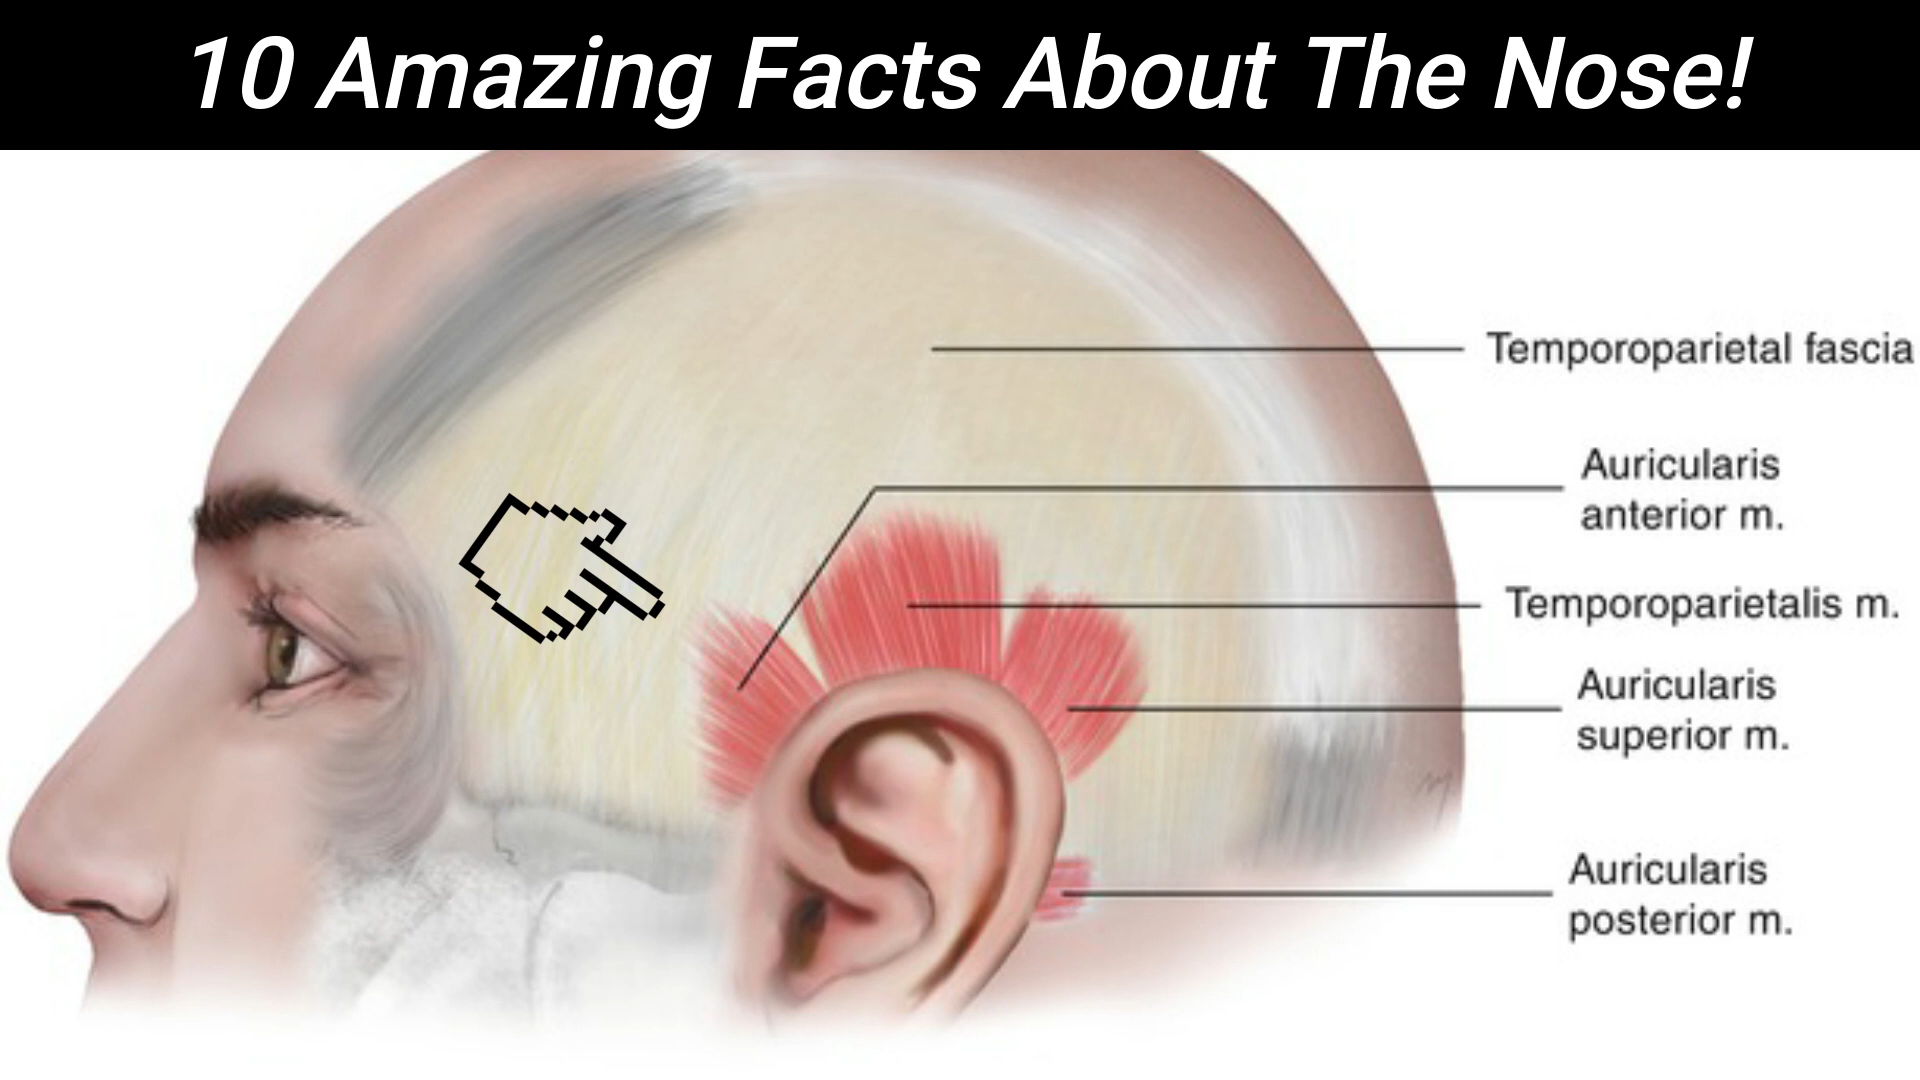 10 Amazing Facts About The Nose!
Temporoparietal fascia
Auricularis
anterior m.
Temporoparietalis m.
Auricularis
superior m.
Auricularis
posterior m.